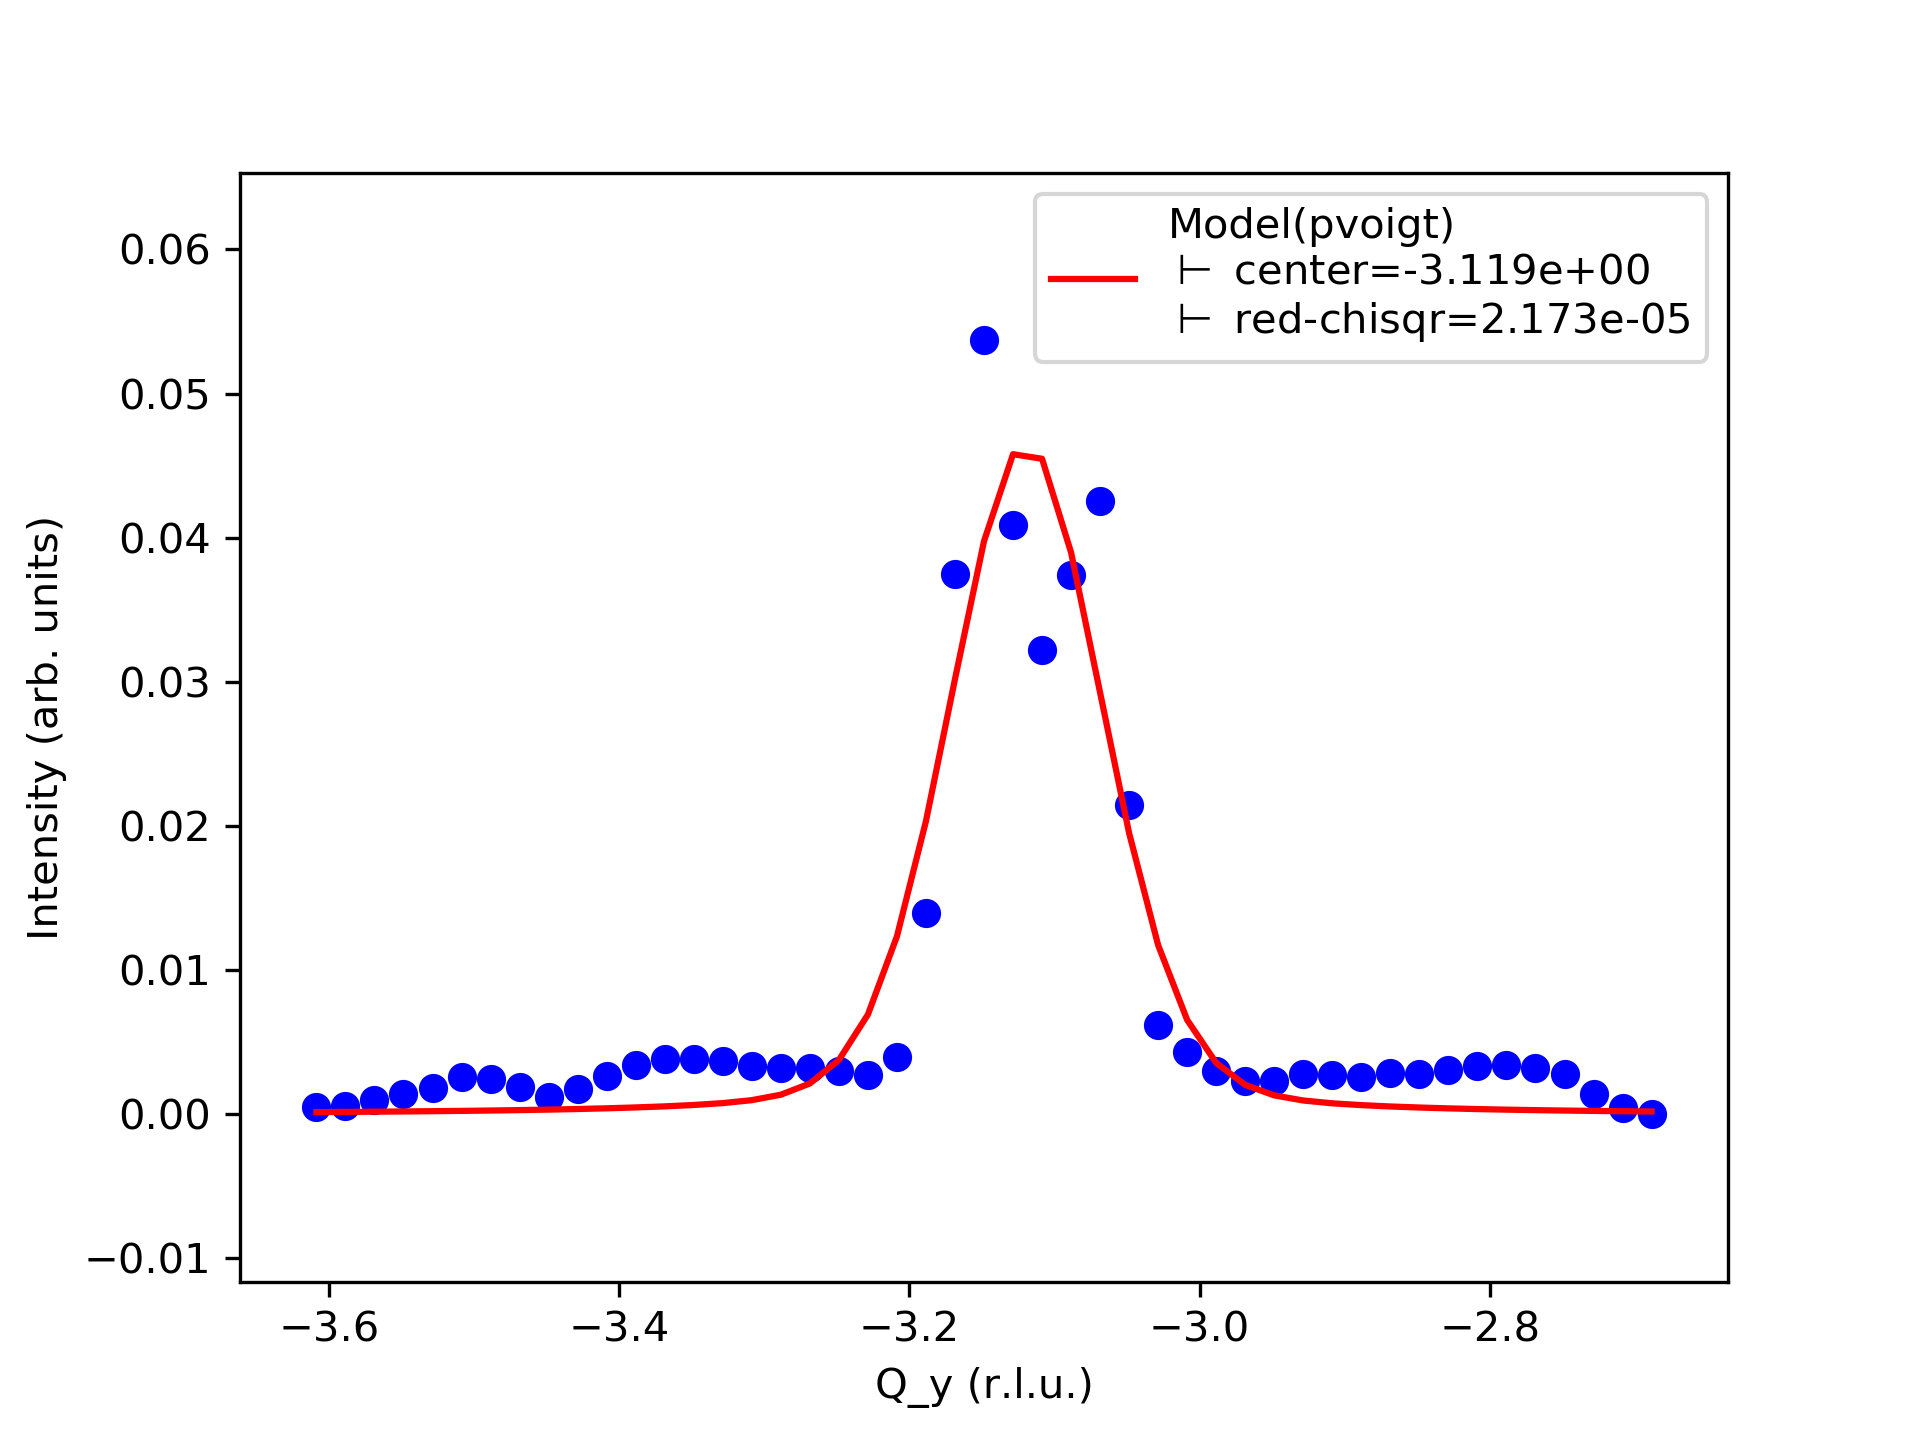 Model(pvoigt)
⊢ center=-3.119e+00
⊢ red-chisqr=2.173e-05
0.06
0.05
0.04
0.03
0.02
0.01
0.00
−0.01
Intensity (arb. units)
−3.6 −3.4 −3.2 −3.0 −2.8
Q_y (r.l.u.)